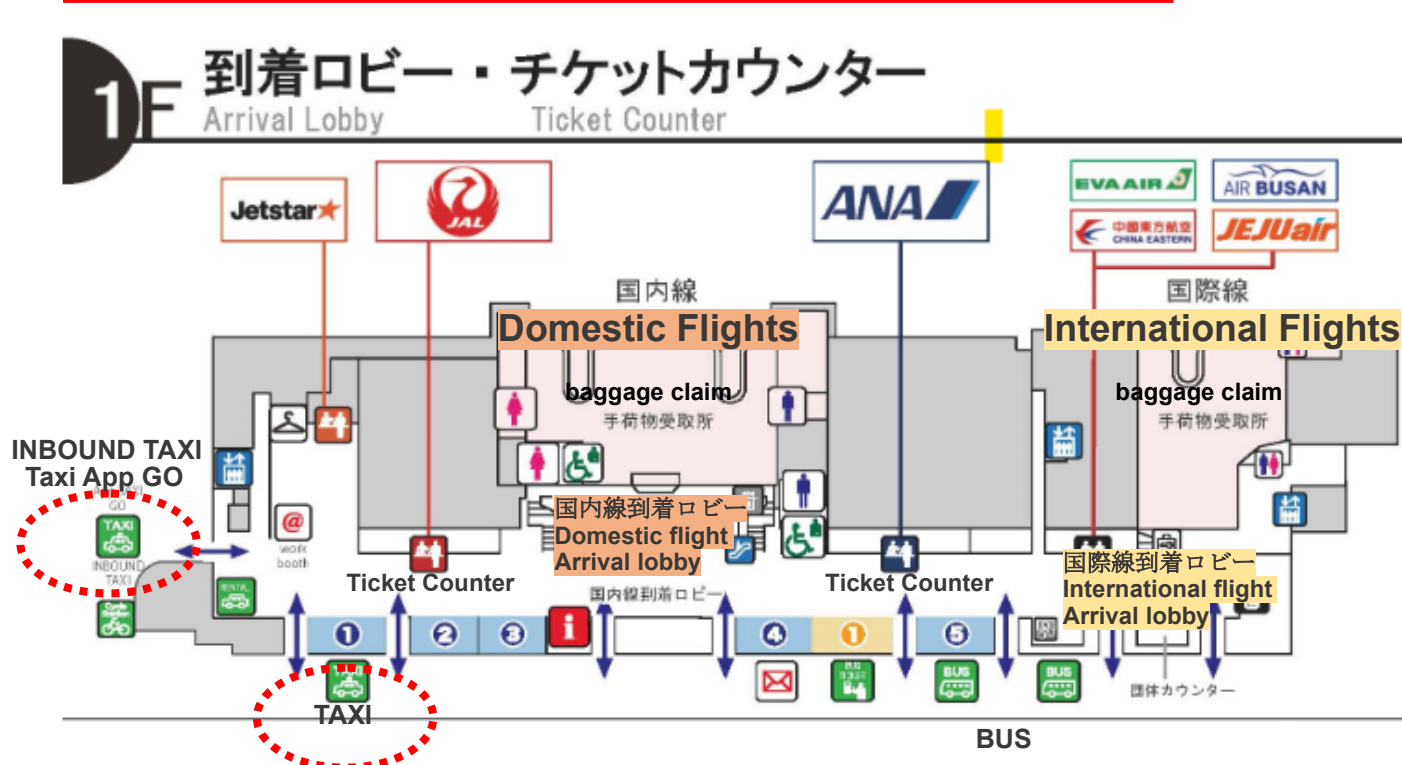 1F 到着ロビー・チケットカウンター
Arrival Lobby Ticket Counter
Jetstar
JAL
ANA
EVA AIR
AIR BUSAN
中國東方航空
CHINA EASTERN
JEJUair
国内線
国際線
Domestic Flights
International Flights
baggage claim
baggage claim
手荷物受取所
手荷物受取所
INBOUND TAXI
Taxi App GO
GO
TAXI
INBOUND
TAXI
@
work
booth
国内線到着ロビー
Domestic flight
Arrival lobby
国際線到着ロビー
International flight
Arrival lobby
Ticket Counter
Ticket Counter
国内線到着ロビー
RENTAL
Cycle
Station
1
2
3
i
4
1
5
BUS
TICKET
BUS
BUS
団体カウンター
TAXI
BUS